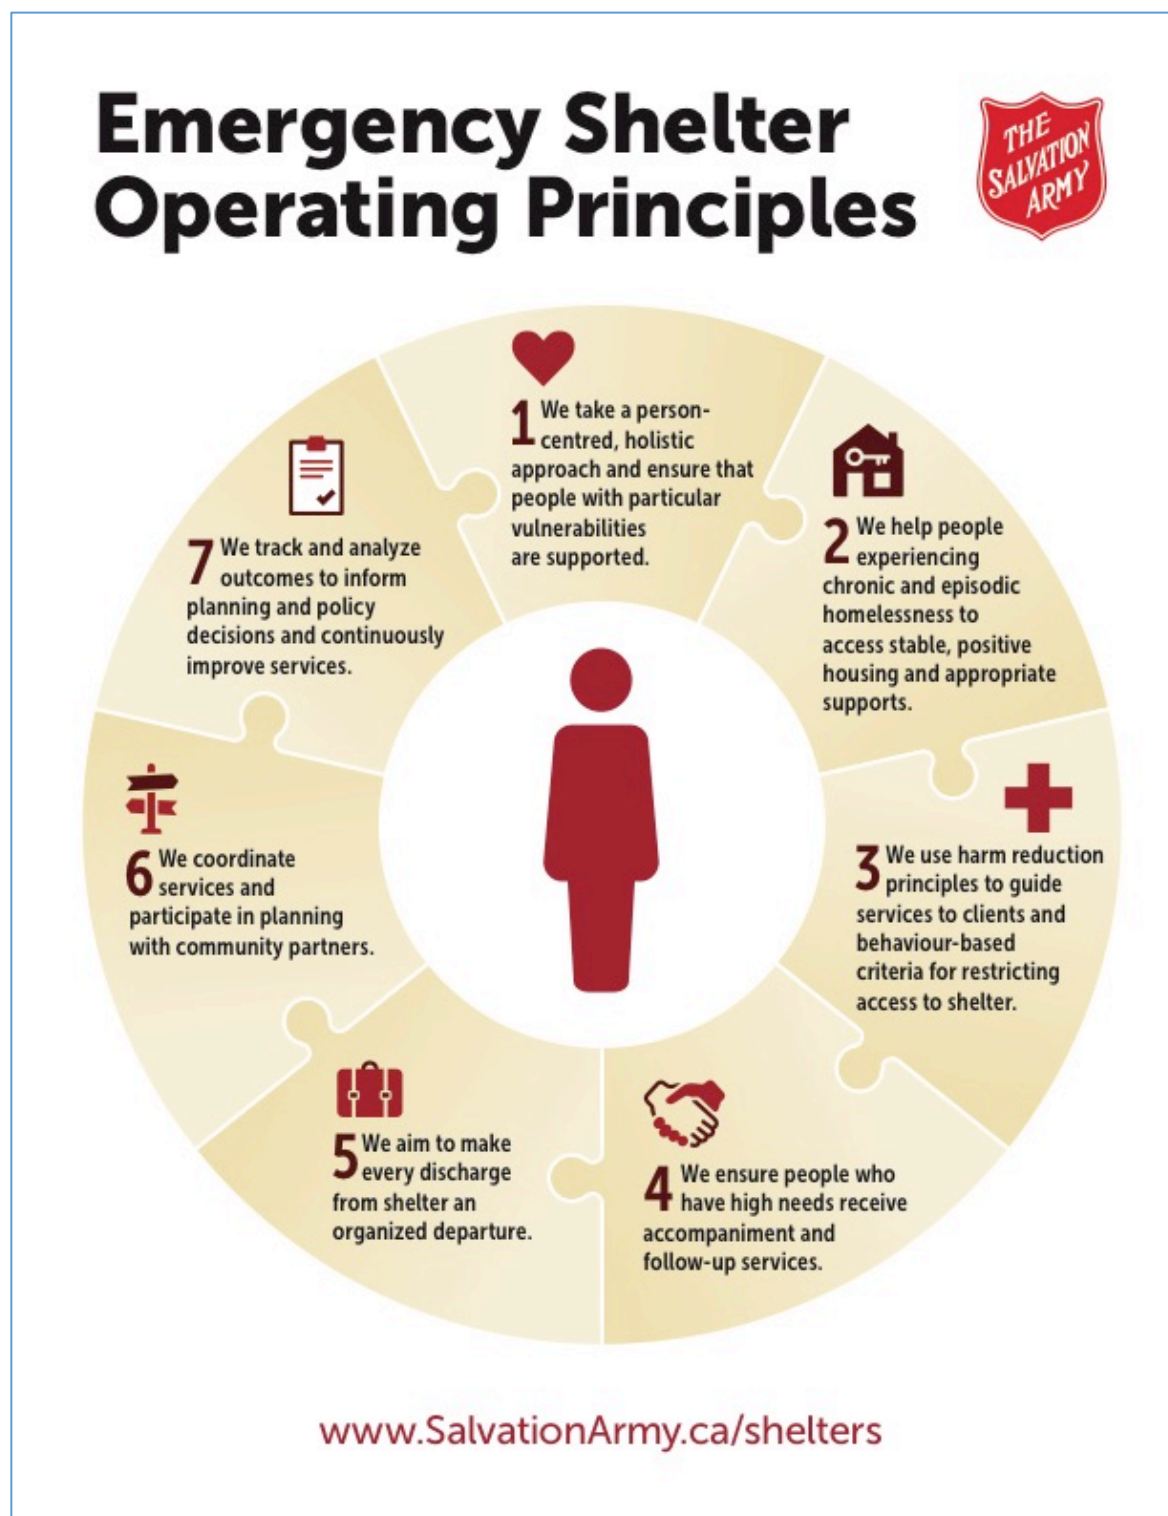 Emergency Shelter
Operating Principles
THE
SALVATION
ARMY
1 We take a person-
centred, holistic
approach and ensure that
people with particular
vulnerabilities
are supported.
2 We help people
experiencing
chronic and episodic
homelessness to
access stable, positive
housing and appropriate
supports.
3 We use harm reduction
principles to guide
services to clients and
behaviour-based
criteria for restricting
access to shelter.
4 We ensure people who
have high needs receive
accompaniment and
follow-up services.
5 We aim to make
every discharge
from shelter an
organized departure.
6 We coordinate
services and
participate in planning
with community partners.
7 We track and analyze
outcomes to inform
planning and policy
decisions and continuously
improve services.
www.SalvationArmy.ca/shelters